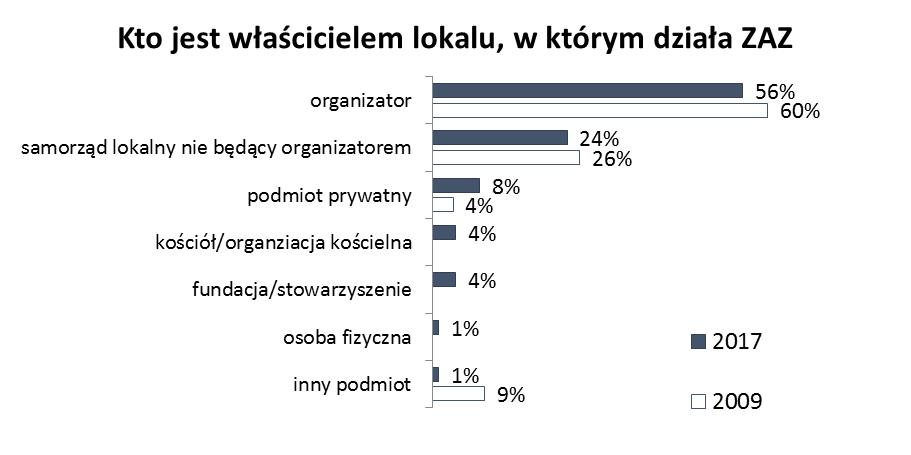 Kto jest właścicielem lokalu, w którym działa ZAZ
organizator
56%
60%
samorząd lokalny nie będący organizatorem
24%
26%
podmiot prywatny
8%
4%
kościół/organziacja kościelna
4%
fundacja/stowarzyszenie
4%
osoba fizyczna
1%
inny podmiot
1%
9%
2017
2009